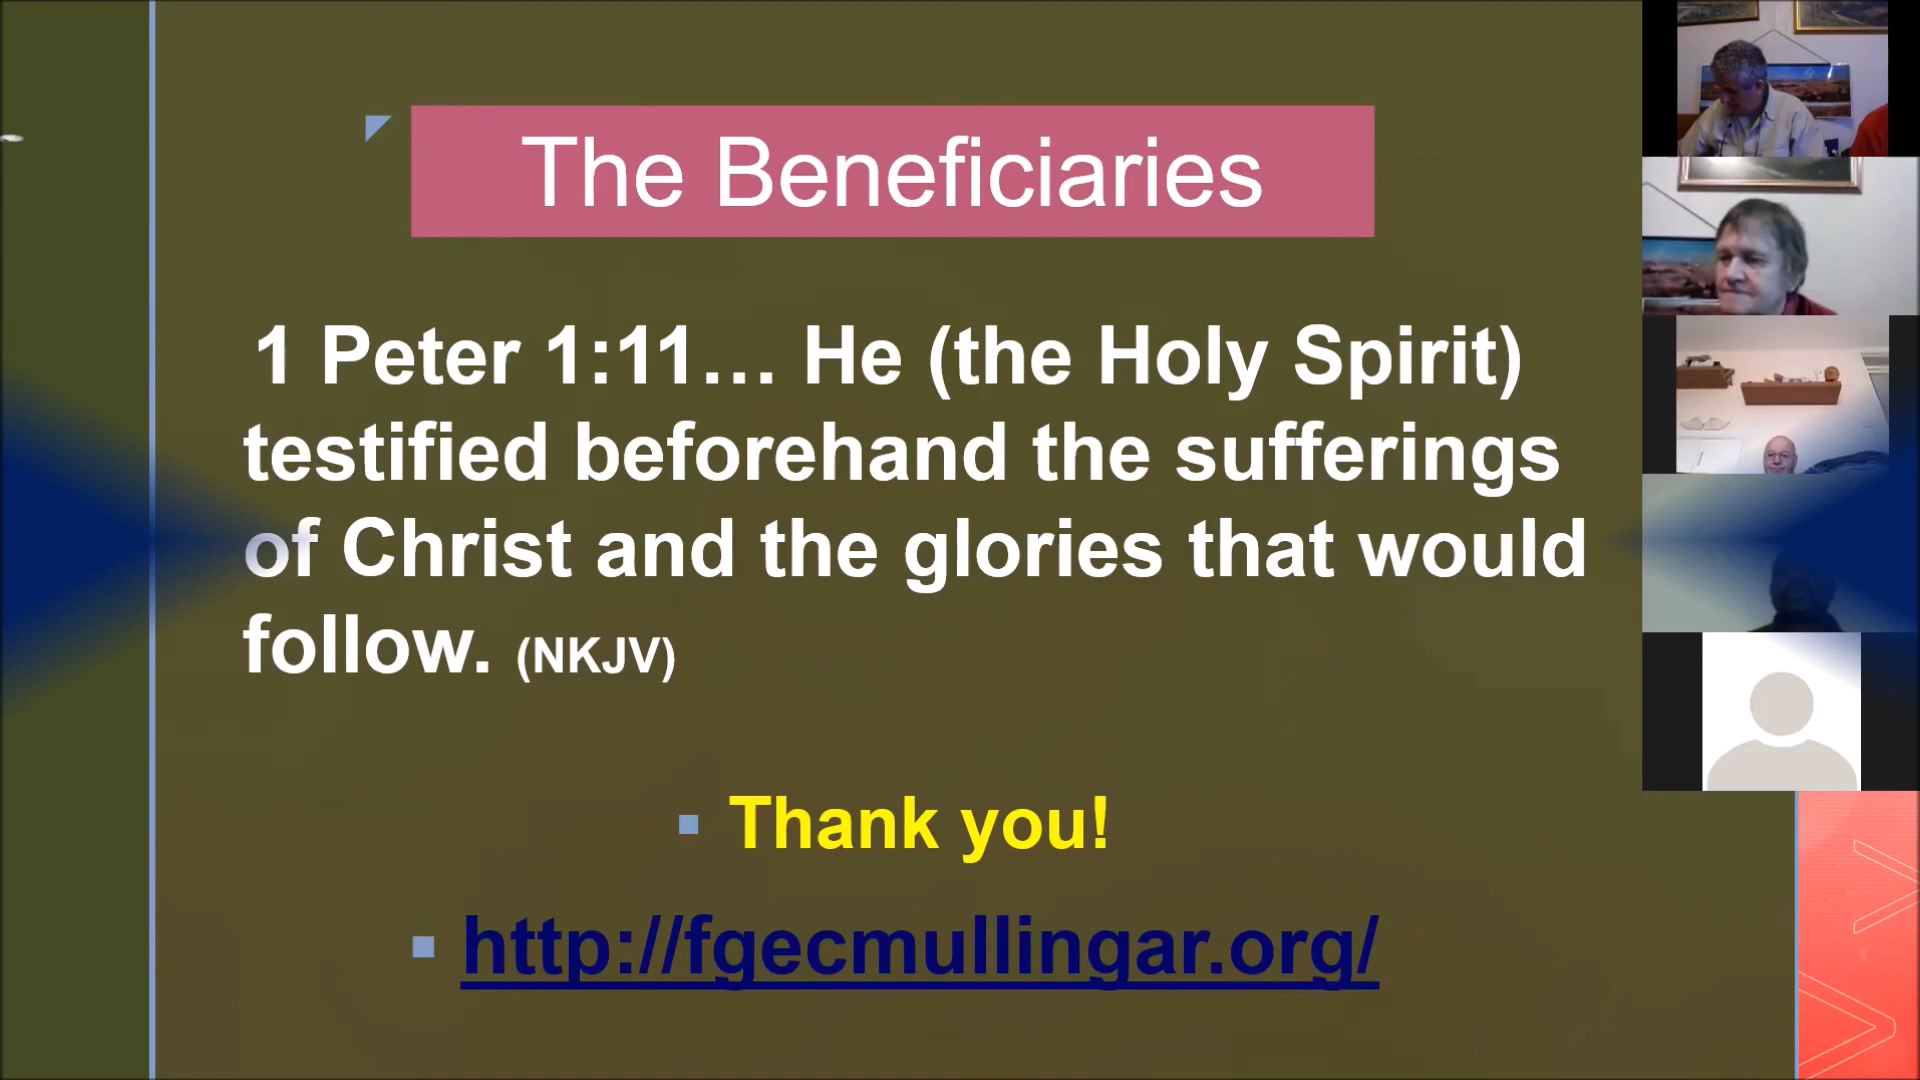 The Beneficiaries
1 Peter 1:11… He (the Holy Spirit)
testified beforehand the sufferings
of Christ and the glories that would
follow. (NKJV)
Thank you!
http://fgecmullingar.org/